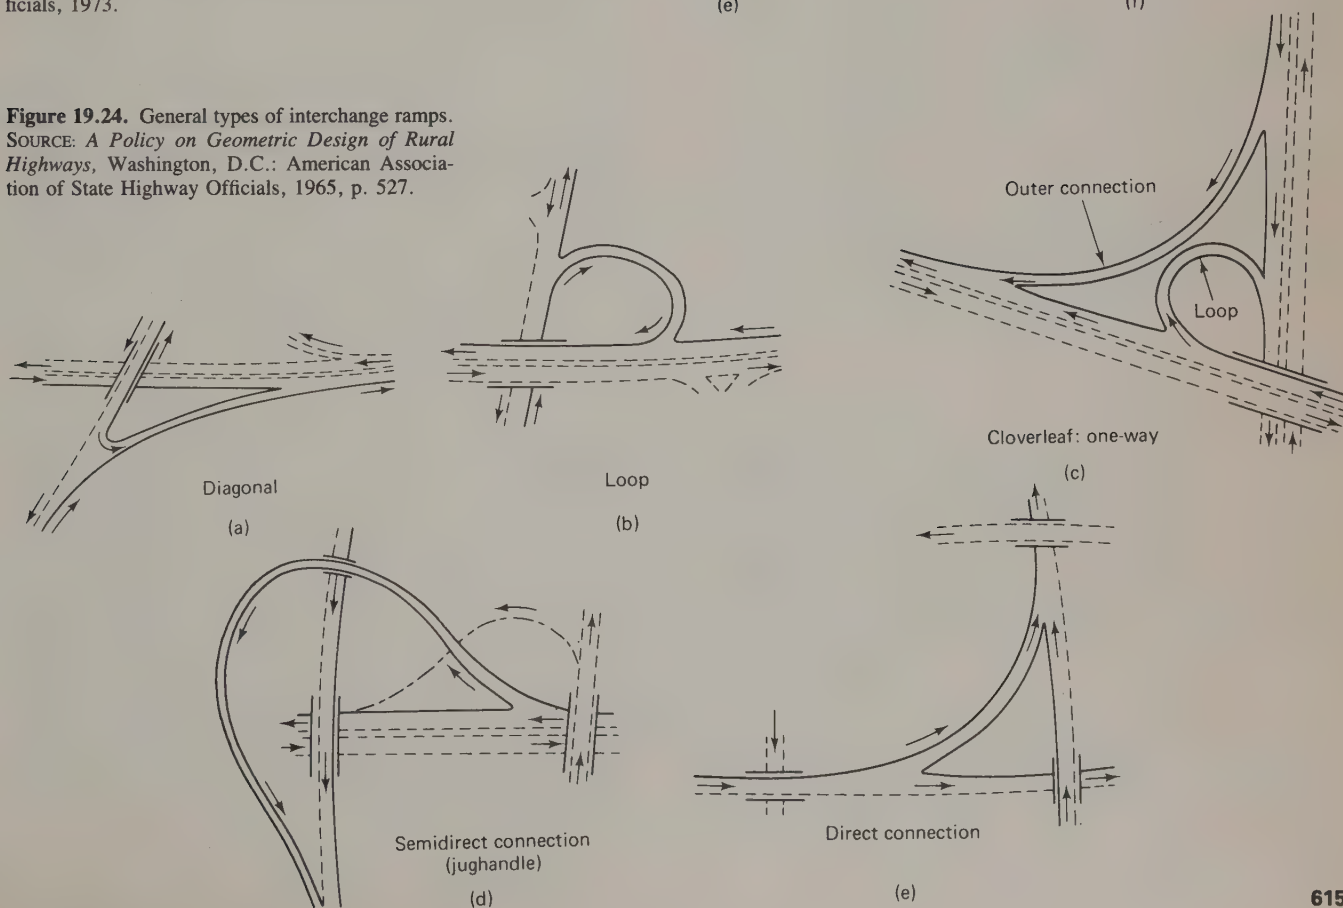 ficials, 1973.
(e)
(f)
Figure 19.24. General types of interchange ramps.
SOURCE: A Policy on Geometric Design of Rural
Highways, Washington, D.C.: American Associa-
tion of State Highway Officials, 1965, p. 527.
Outer connection
Loop
Cloverleaf: one-way
(c)
Diagonal
(a)
Loop
(b)
Semidirect connection
(jughandle)
(d)
Direct connection
(e)
615